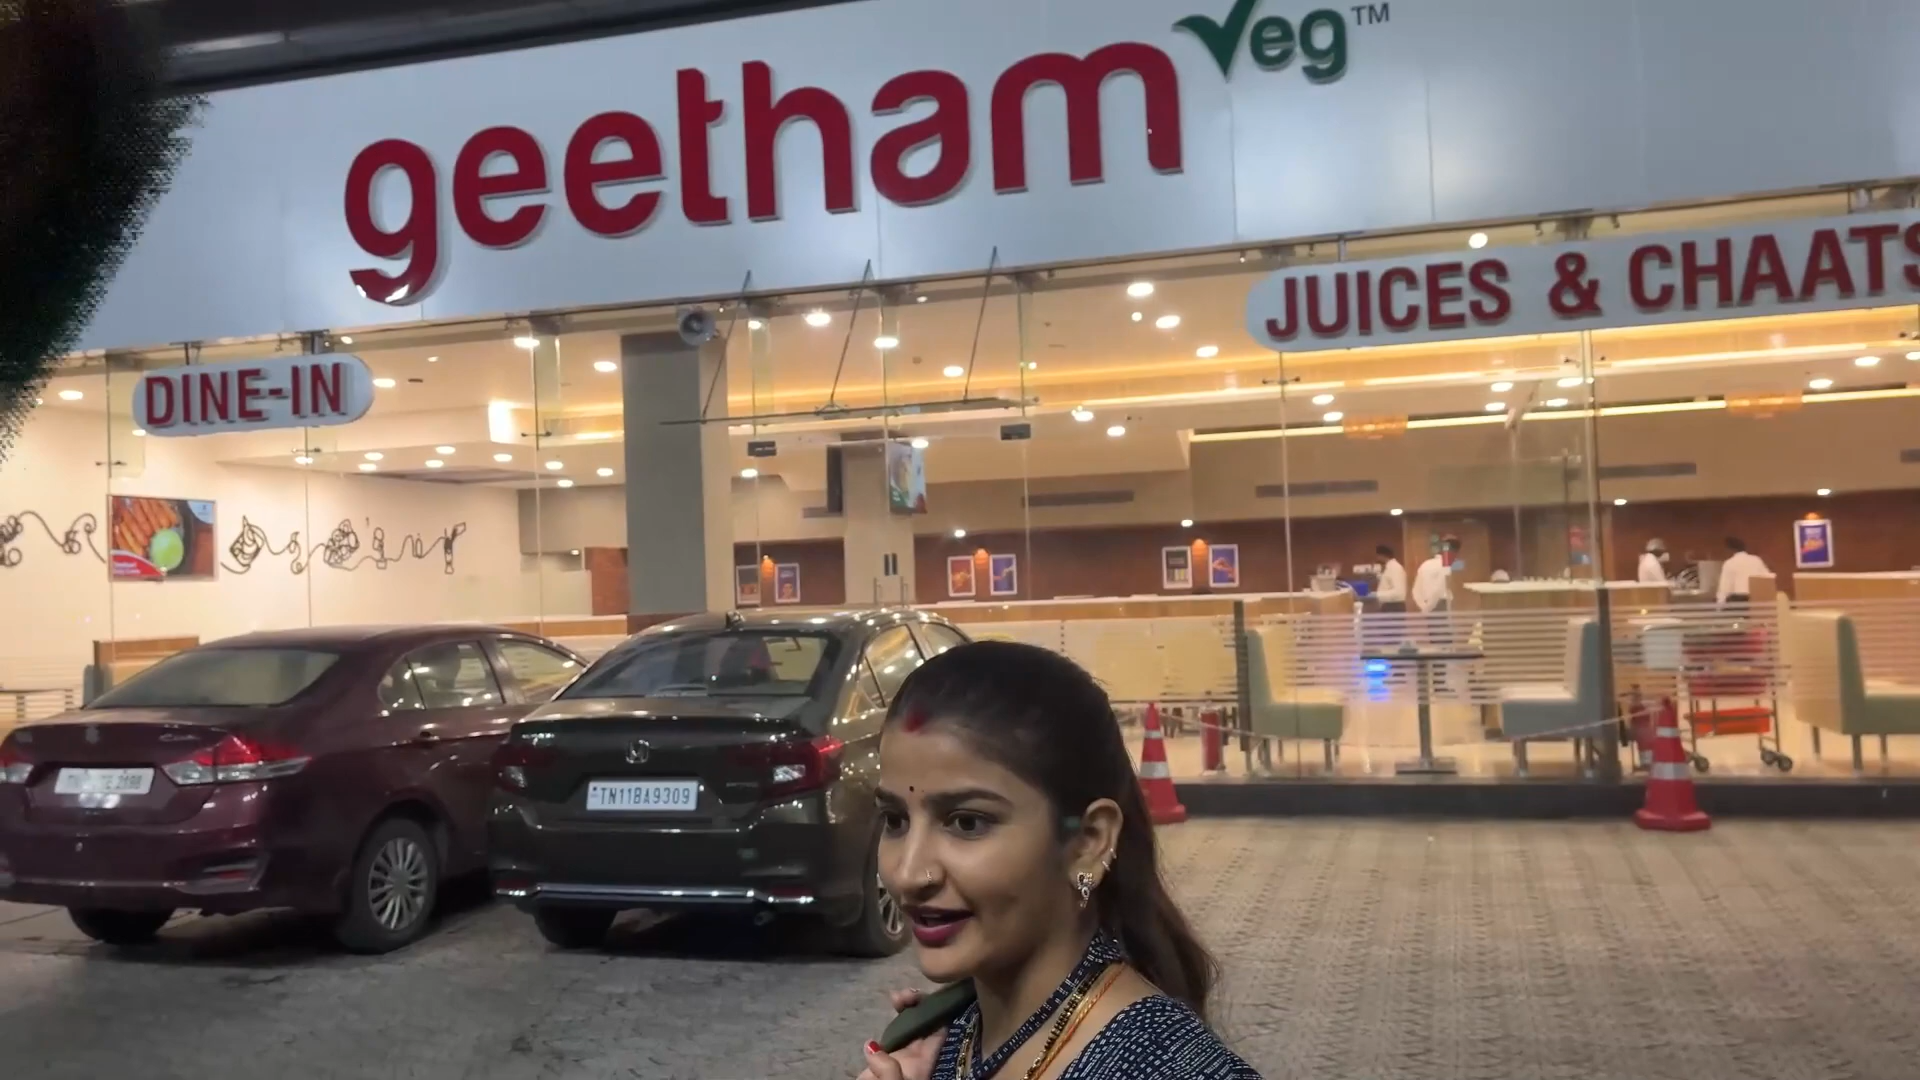 geetham Veg™
JUICES & CHAATS
DINE-IN
TN11BA9309